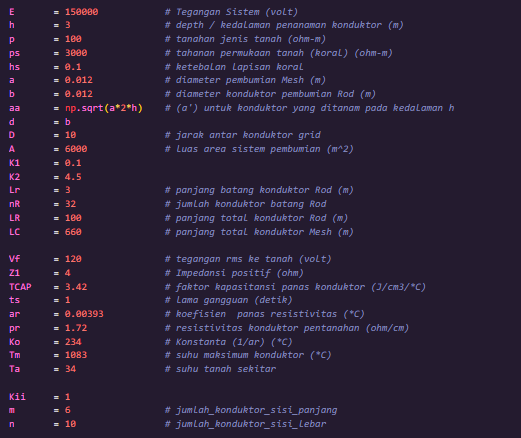 E = 150000 # Tegangan Sistem (volt)
h = 3 # depth / kedalaman penanaman konduktor (m)
p = 100 # tanahan jenis tanah (ohm-m)
ps = 3000 # tahanan permukaan tanah (koral) (ohm-m)
hs = 0.1 # ketebalan Lapisan koral
a = 0.012 # diameter pembumian Mesh (m)
b = 0.012 # diameter konduktor pembumian Rod (m)
aa = np.sqrt(a*2*h) # (a') untuk konduktor yang ditanam pada kedalaman h
d = b
D = 10 # jarak antar konduktor grid
A = 6000 # Luas area sistem pembumian (m^2)
K1 = 0.1
K2 = 4.5
Lr = 3 # panjang batang konduktor Rod (m)
nR = 32 # jumlah konduktor batang Rod
LR = 100 # panjang total konduktor Rod (m)
LC = 660 # panjang total konduktor Mesh (m)
Vf = 120 # tegangan rms ke tanah (volt)
Z1 = 4 # Impedansi positif (ohm)
TCAP = 3.42 # faktor kapasitansi panas konduktor (J/cm3/*C)
ts = 1 # lama gangguan (detik)
ar = 0.00393 # koefisien  panas resistivitas (*C)
pr = 1.72 # resistivitas konduktor pentanahan (ohm/cm)
Ko = 234 # Konstanta (1/ar) (*C)
Tm = 1083 # suhu maksimum konduktor (*C)
Ta = 34 # suhu tanah sekitar
Kii = 1
m = 6 # jumlah_konduktor_sisi_panjang
n = 10 # jumlah_konduktor_sisi_lebar